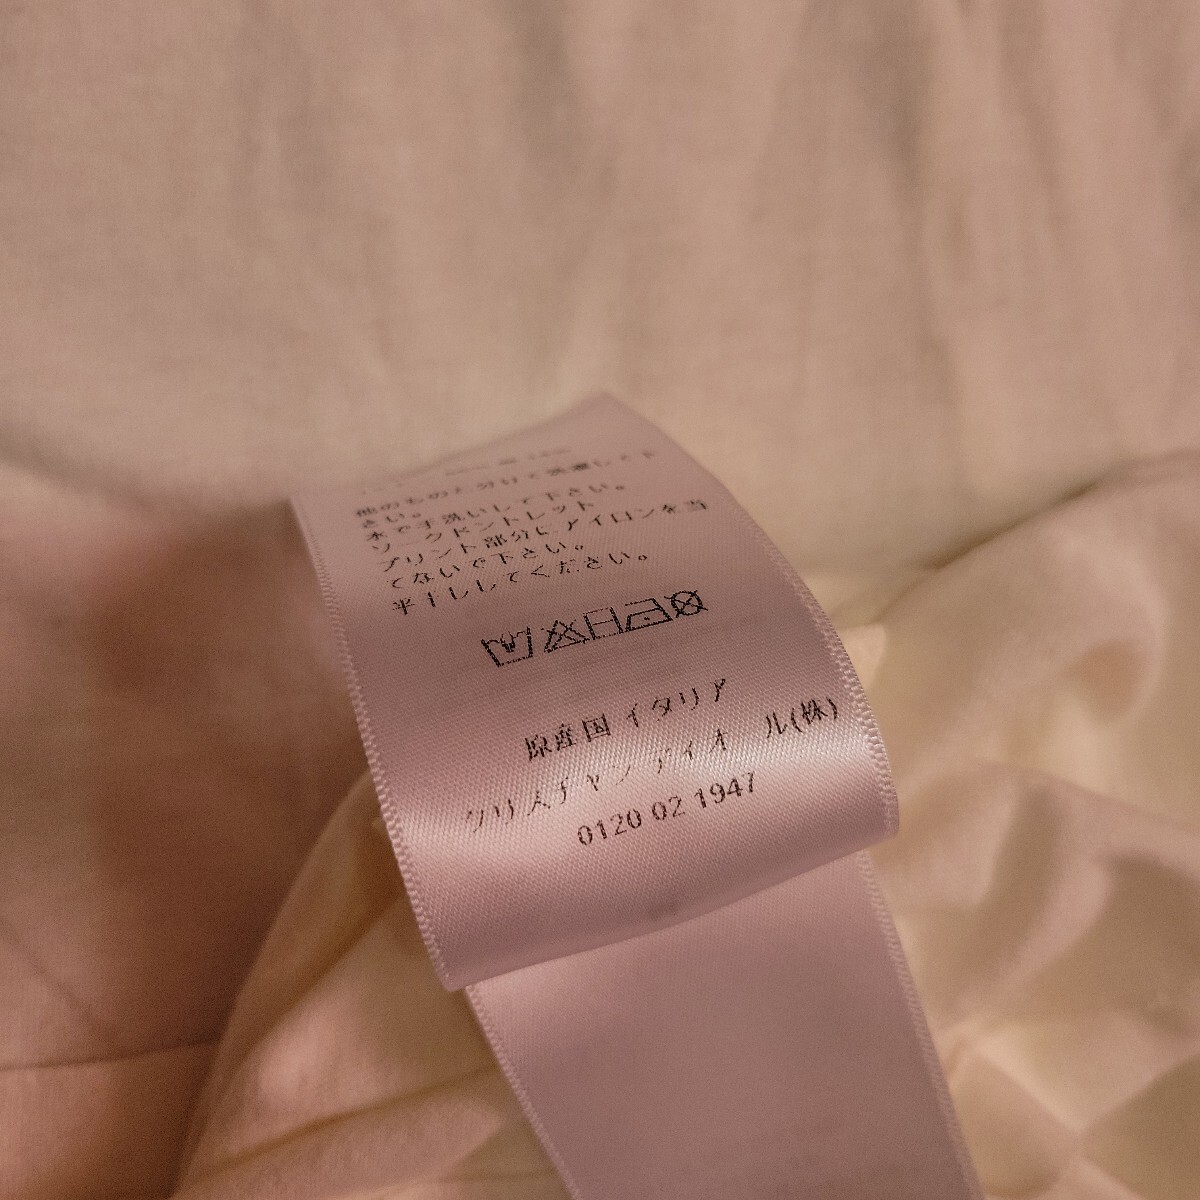 他のものと分けて洗濯して下
さい。
水で手洗いして下さい。
ソークドントレット
プリント部分にアイロンを当
てないで下さい。
半干ししてください。
原産国 イタリア
クリスチャン ディオール(株)
0120 02 1947